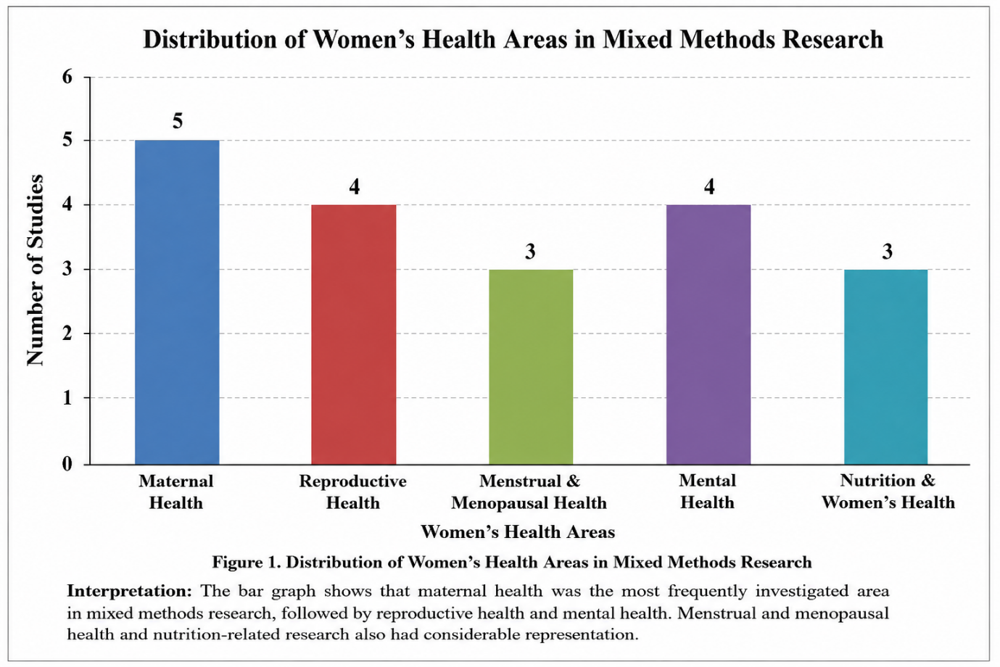 Distribution of Women’s Health Areas in Mixed Methods Research
Number of Studies
6
5
4
3
2
1
0
5
4
3
4
3
Maternal
Health
Reproductive
Health
Menstrual &
Menopausal Health
Mental
Health
Nutrition &
Women’s Health
Women’s Health Areas
Figure 1. Distribution of Women’s Health Areas in Mixed Methods Research
Interpretation: The bar graph shows that maternal health was the most frequently investigated area
in mixed methods research, followed by reproductive health and mental health. Menstrual and menopausal
health and nutrition-related research also had considerable representation.